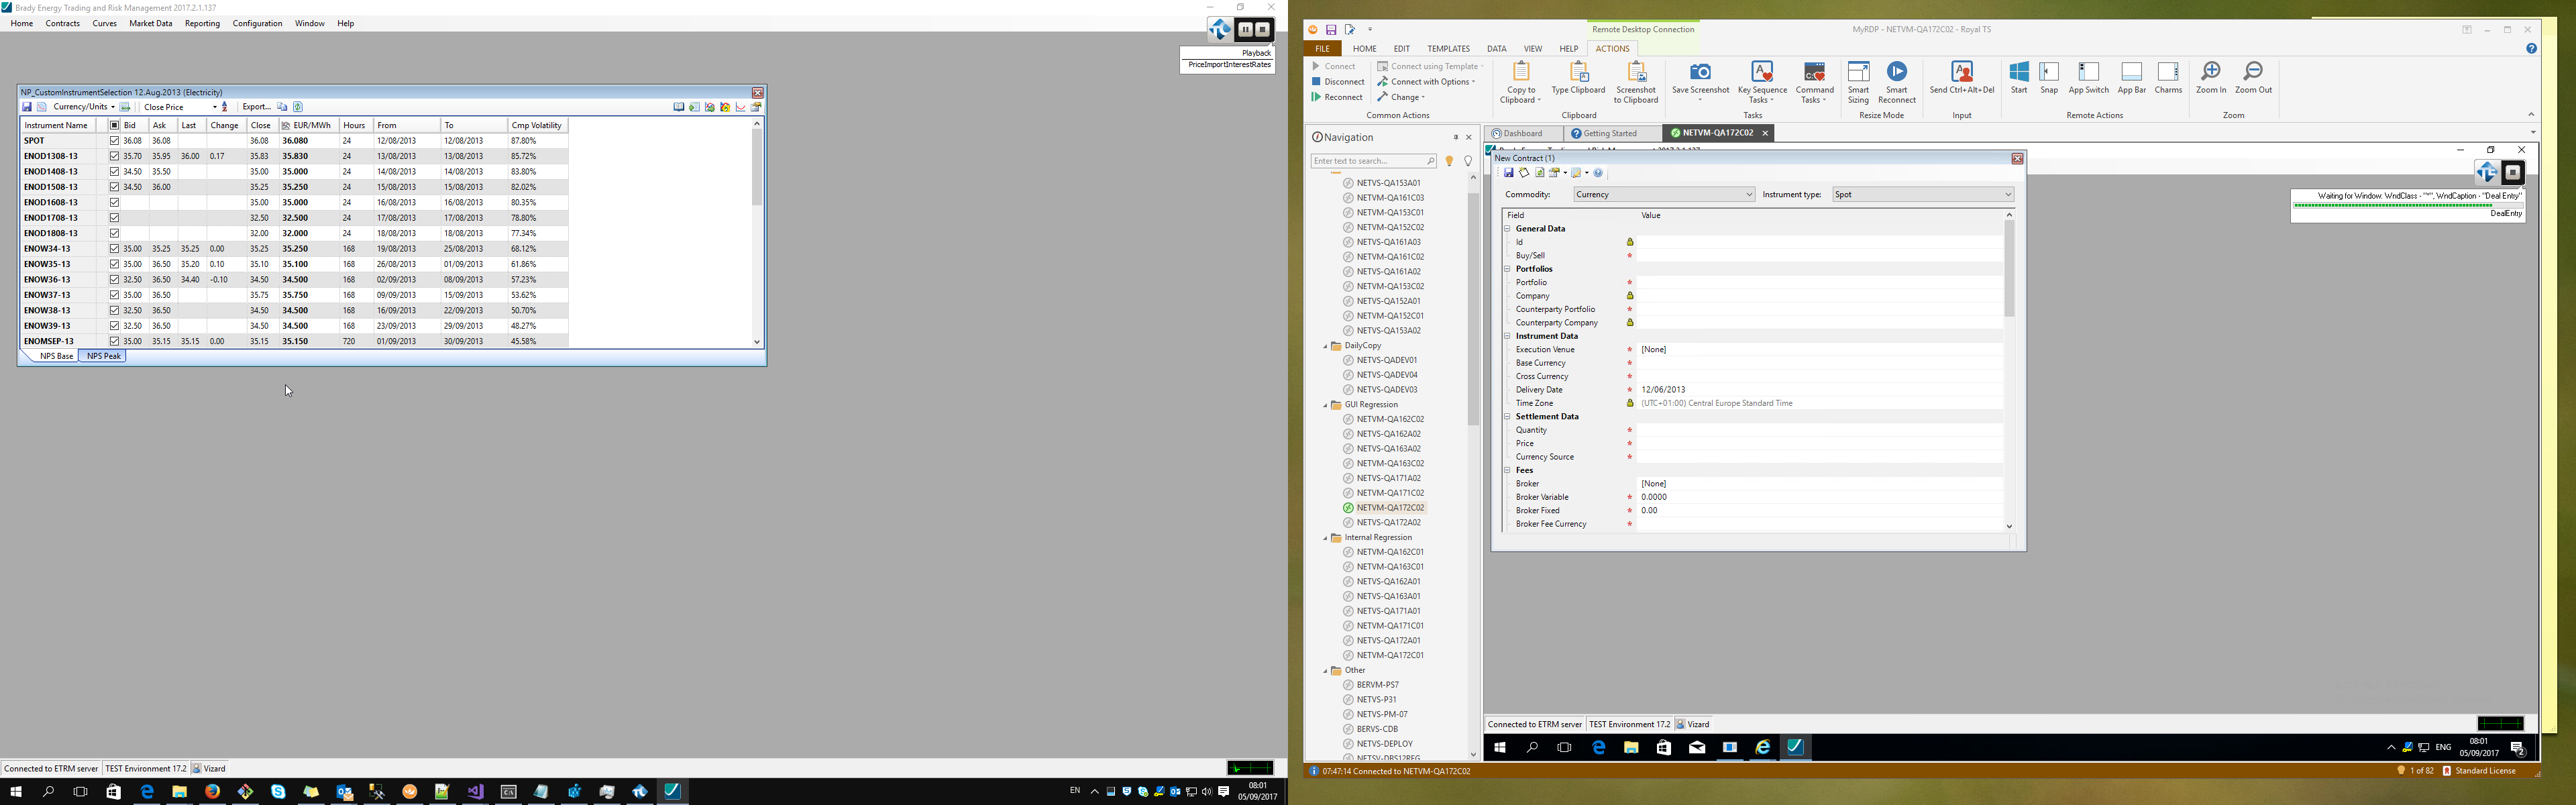 Brady Energy Trading and Risk Management 2017.2.1.137
Home Contracts Curves Market Data Reporting Configuration Window Help
Playback
PriceImportInterestRates
NP_CustomInstrumentSelection 12.Aug.2013 (Electricity)
Currency/Units Close Price Export...
Instrument Name Bid Ask Last Change Close EUR/MWh Hours From To Cmp Volatility
SPOT 36.08 36.08 36.08 36.080 24 12/08/2013 12/08/2013 87.80%
ENOD1308-13 35.70 35.95 36.00 0.17 35.83 35.830 24 13/08/2013 13/08/2013 85.72%
ENOD1408-13 34.50 35.50 35.00 35.000 24 14/08/2013 14/08/2013 83.80%
ENOD1508-13 34.50 36.00 35.25 35.250 24 15/08/2013 15/08/2013 82.02%
ENOD1608-13 35.00 35.000 24 16/08/2013 16/08/2013 80.35%
ENOD1708-13 32.50 32.500 24 17/08/2013 17/08/2013 78.80%
ENOD1808-13 32.00 32.000 24 18/08/2013 18/08/2013 77.34%
ENOW34-13 35.00 35.25 35.25 0.00 35.25 35.250 168 19/08/2013 25/08/2013 68.12%
ENOW35-13 35.00 36.50 35.20 0.10 35.10 35.100 168 26/08/2013 01/09/2013 61.86%
ENOW36-13 32.50 36.50 34.40 -0.10 34.50 34.500 168 02/09/2013 08/09/2013 57.23%
ENOW37-13 35.00 36.50 35.75 35.750 168 09/09/2013 15/09/2013 53.62%
ENOW38-13 32.50 36.50 34.50 34.500 168 16/09/2013 22/09/2013 50.70%
ENOW39-13 32.50 36.50 34.50 34.500 168 23/09/2013 29/09/2013 48.27%
ENOMSEP-13 35.00 35.15 35.15 0.00 35.15 35.150 720 01/09/2013 30/09/2013 45.58%
NPS Base NPS Peak
Connected to ETRM server TEST Environment 17.2 Vizard
EN 08:01
05/09/2017
Remote Desktop Connection MyRDP - NETVM-QA172C02 - Royal TS
FILE HOME EDIT TEMPLATES DATA VIEW HELP ACTIONS
Connect
Disconnect
Reconnect
Connect using Template
Connect with Options
Change
Common Actions
Copy to Clipboard
Type Clipboard
Screenshot to Clipboard
Clipboard
Save Screenshot
Key Sequence Tasks
Command Tasks
Tasks
Smart Sizing
Smart Reconnect
Resize Mode
Send Ctrl+Alt+Del
Input
Start Snap App Switch App Bar Charms
Remote Actions
Zoom In Zoom Out
Zoom
Navigation
Enter text to search...
NETVS-QA153A01
NETVM-QA161C03
NETVM-QA153C01
NETVM-QA152C02
NETVS-QA161A03
NETVM-QA161C02
NETVS-QA161A02
NETVM-QA153C02
NETVS-QA152A01
NETVM-QA152C01
NETVS-QA153A02
DailyCopy
NETVS-QADEV01
NETVS-QADEV04
NETVS-QADEV03
GUI Regression
NETVM-QA162C02
NETVS-QA162A02
NETVS-QA163A02
NETVM-QA163C02
NETVS-QA171A02
NETVM-QA171C02
NETVM-QA172C02
NETVS-QA172A02
Internal Regression
NETVM-QA162C01
NETVM-QA163C01
NETVS-QA162A01
NETVS-QA163A01
NETVS-QA171A01
NETVM-QA171C01
NETVS-QA172A01
NETVM-QA172C01
Other
BERVM-PS7
NETVS-P31
NETVS-PM-07
BERVS-CDB
NETVS-DEPLOY
Dashboard Getting Started NETVM-QA172C02
New Contract (1)
Commodity: Currency Instrument type: Spot
Field Value
General Data
Id
Buy/Sell *
Portfolios
Portfolio *
Company
Counterparty Portfolio *
Counterparty Company
Instrument Data
Execution Venue * [None]
Base Currency *
Cross Currency *
Delivery Date * 12/06/2013
Time Zone (UTC+01:00) Central Europe Standard Time
Settlement Data
Quantity *
Price *
Currency Source *
Fees
Broker [None]
Broker Variable * 0.0000
Broker Fixed * 0.00
Broker Fee Currency *
Waiting for Window: WndClass - "*", WndCaption - "Deal Entry"
DealEntry
Connected to ETRM server TEST Environment 17.2 Vizard
ENG 08:01
05/09/2017
07:47:14 Connected to NETVM-QA172C02 1 of 82 Standard License